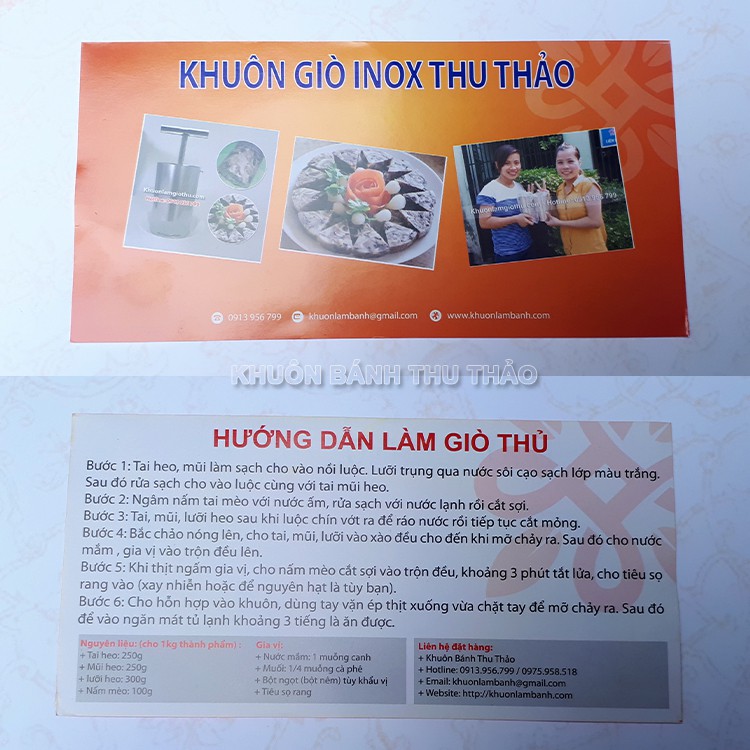 KHUÔN GIÒ INOX THU THẢO
Khuonlamgiothu.com
0913 956 799
khuonlambanh@gmail.com
www.khuonlambanh.com
KHUÔN BÁNH THU THẢO
HƯỚNG DẪN LÀM GIÒ THỦ
Bước 1: Tai heo, mũi làm sạch cho vào nồi luộc. Lưỡi trụng qua nước sôi cạo sạch lớp màu trắng.
Sau đó rửa sạch cho vào luộc cùng với tai mũi heo.
Bước 2: Ngâm nấm tai mèo với nước ấm, rửa sạch với nước lạnh rồi cắt sợi.
Bước 3: Tai, mũi, lưỡi heo sau khi luộc chín vớt ra để ráo nước rồi tiếp tục cắt mỏng.
Bước 4: Bắc chảo nóng lên, cho tai, mũi, lưỡi vào xào đều cho đến khi mỡ chảy ra. Sau đó cho nước
mắm , gia vị vào trộn đều lên.
Bước 5: Khi thịt ngấm gia vị, cho nấm mèo cắt sợi vào trộn đều, khoảng 3 phút tắt lửa, cho tiêu sọ
rang vào (xay nhiễn hoặc để nguyên hạt là tùy bạn).
Bước 6: Cho hỗn hợp vào khuôn, dùng tay vặn ép thịt xuống vừa chặt tay để mỡ chảy ra. Sau đó
để vào ngăn mát tủ lạnh khoảng 3 tiếng là ăn được.
Nguyên liệu: (cho 1kg thành phẩm) :
+ Tai heo: 250g
+ Mũi heo: 250g
+ lưỡi heo: 300g
+ Nấm mèo: 100g
Gia vị:
+ Nước mắm: 1 muỗng canh
+ Muối: 1/4 muỗng cà phê
+ Bột ngọt (bột nêm) tùy khẩu vị
+ Tiêu sọ rang
Liên hệ đặt hàng:
+ Khuôn Bánh Thu Thảo
+ Hotline: 0913.956.799 / 0975.958.518
+ Email: khuonlambanh@gmail.com
+ Website: http://khuonlambanh.com